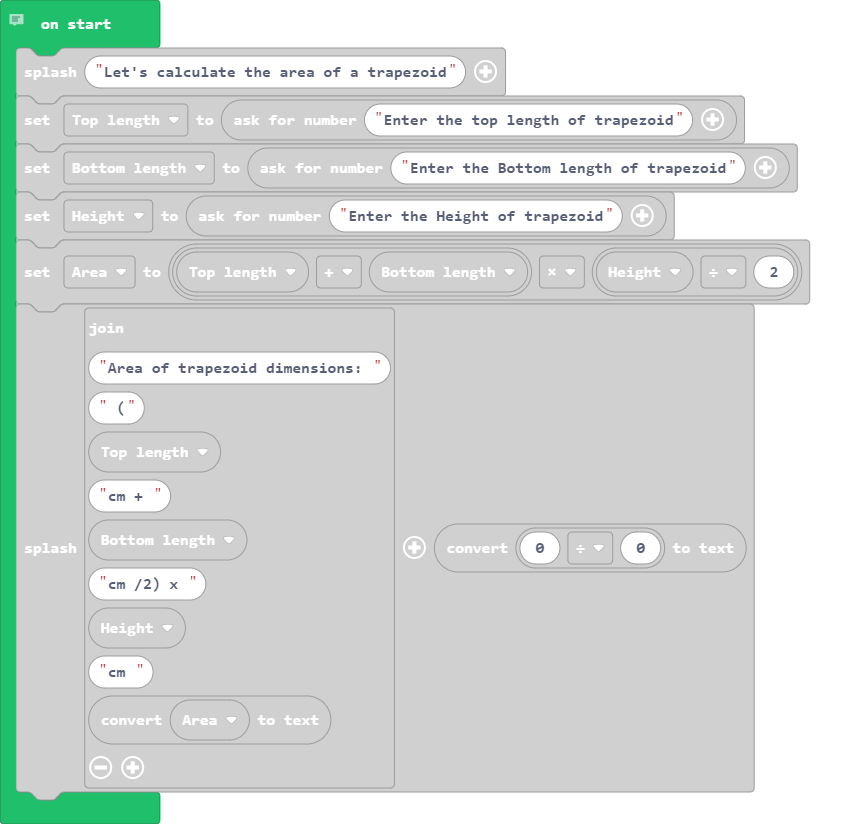 on start
splash "Let's calculate the area of a trapezoid"
set Top length to ask for number "Enter the top length of trapezoid"
set Bottom length to ask for number "Enter the Bottom length of trapezoid"
set Height to ask for number "Enter the Height of trapezoid"
set Area to Top length + Bottom length × Height ÷ 2
join
"Area of trapezoid dimensions: "
" ("
Top length
"cm + "
splash Bottom length convert 0 ÷ 0 to text
"cm /2) x "
Height
"cm "
convert Area to text